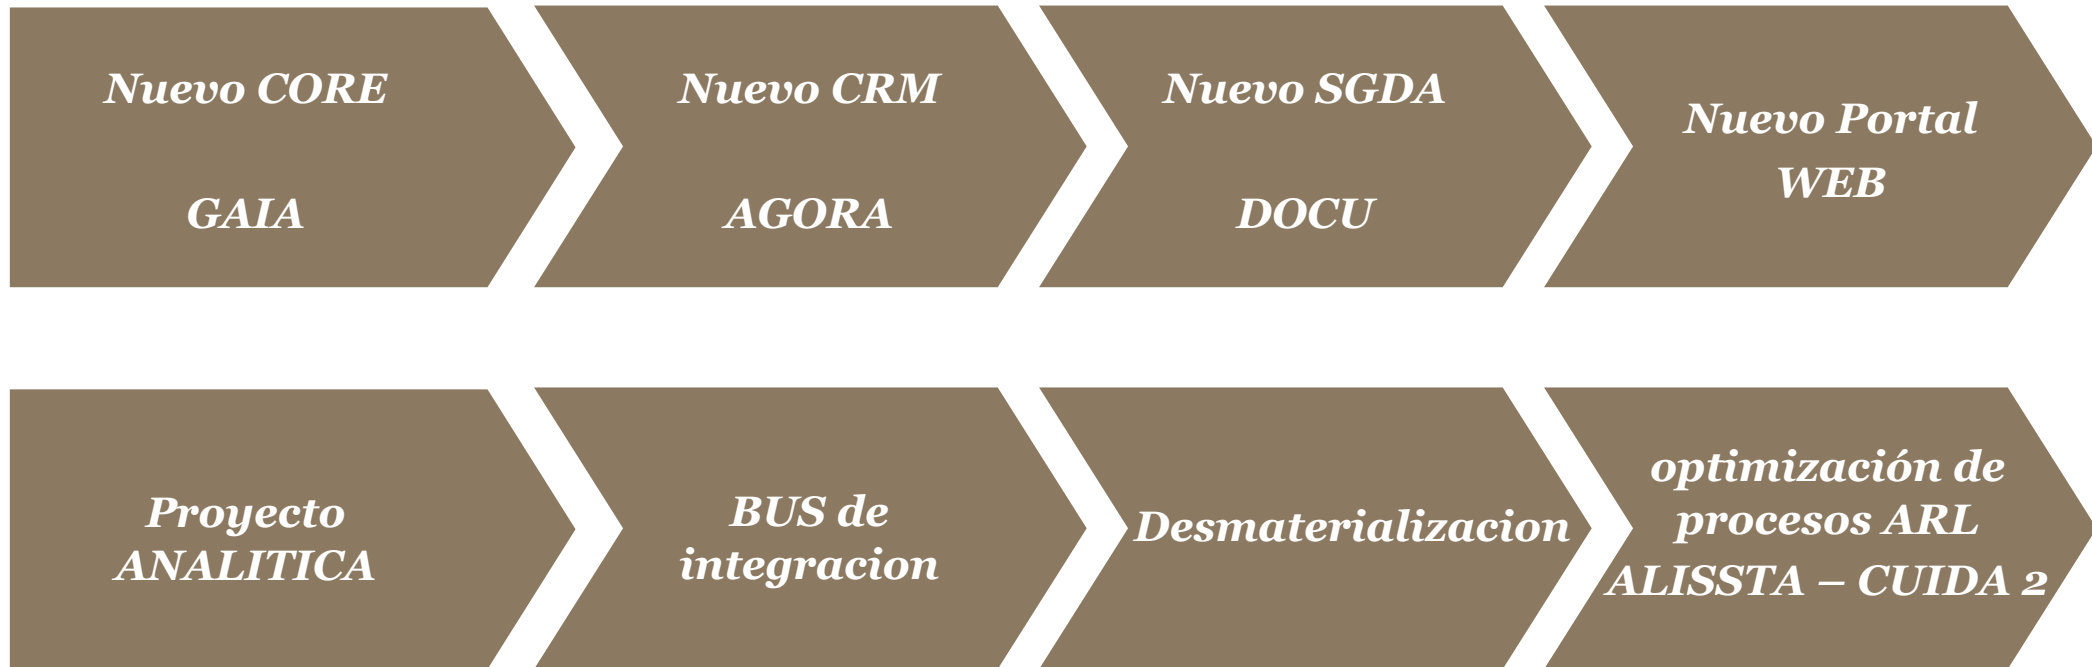 Nuevo CORE
GAIA
Nuevo CRM
AGORA
Nuevo SGDA
DOCU
Nuevo Portal
WEB
Proyecto
ANALITICA
BUS de
integracion
Desmaterializacion
optimización de
procesos ARL
ALISSTA – CUIDA 2